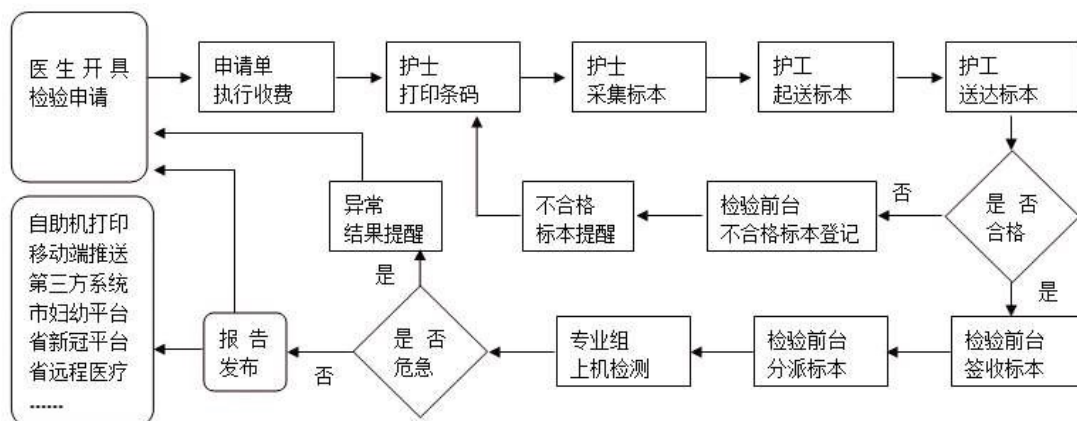 医生开具
检验申请
申请单
执行收费
护士
打印条码
护士
采集标本
护工
起送标本
护工
送达标本
是否
合格
否
检验前台
不合格标本登记
不合格
标本提醒
异常
结果提醒
是
是
检验前台
签收标本
检验前台
分派标本
专业组
上机检测
是否
危急
否
报告
发布
自助机打印
移动端推送
第三方系统
市妇幼平台
省新冠平台
省远程医疗
......